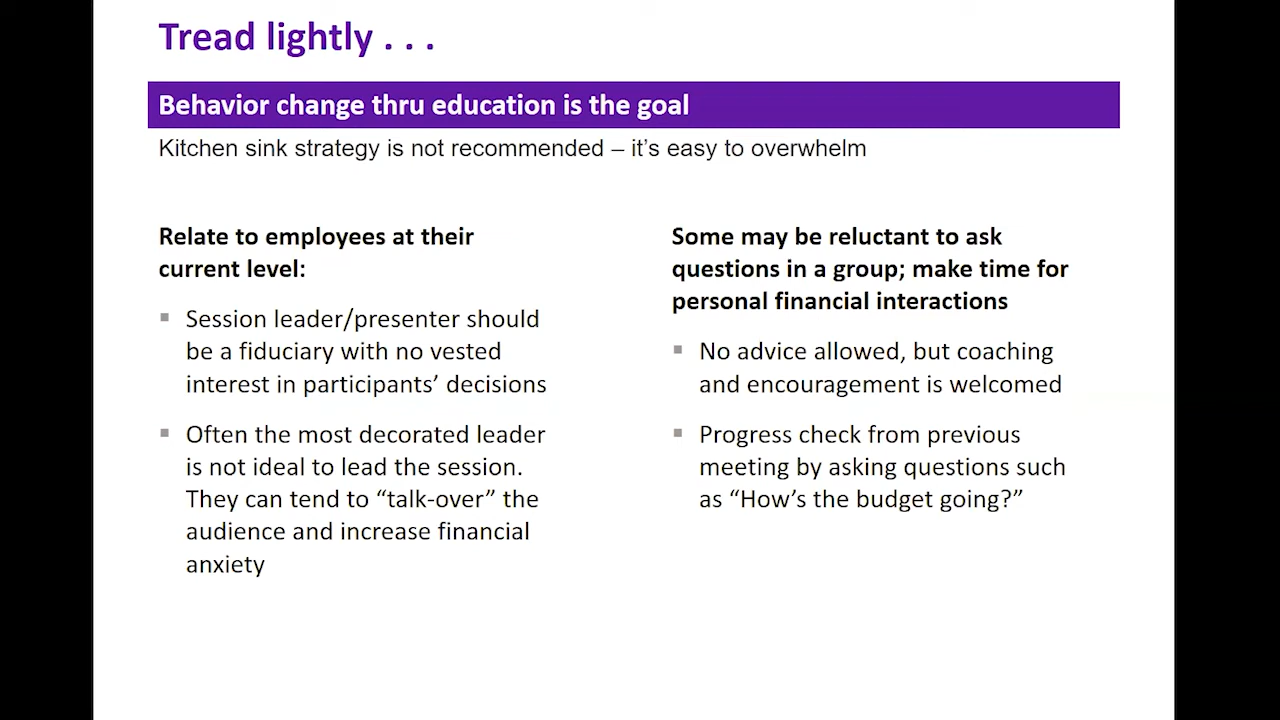 Tread lightly . . .
Behavior change thru education is the goal
Kitchen sink strategy is not recommended – it's easy to overwhelm
Relate to employees at their
current level:
▪ Session leader/presenter should
be a fiduciary with no vested
interest in participants' decisions
▪ Often the most decorated leader
is not ideal to lead the session.
They can tend to “talk-over” the
audience and increase financial
anxiety
Some may be reluctant to ask
questions in a group; make time for
personal financial interactions
▪ No advice allowed, but coaching
and encouragement is welcomed
▪ Progress check from previous
meeting by asking questions such
as “How's the budget going?”